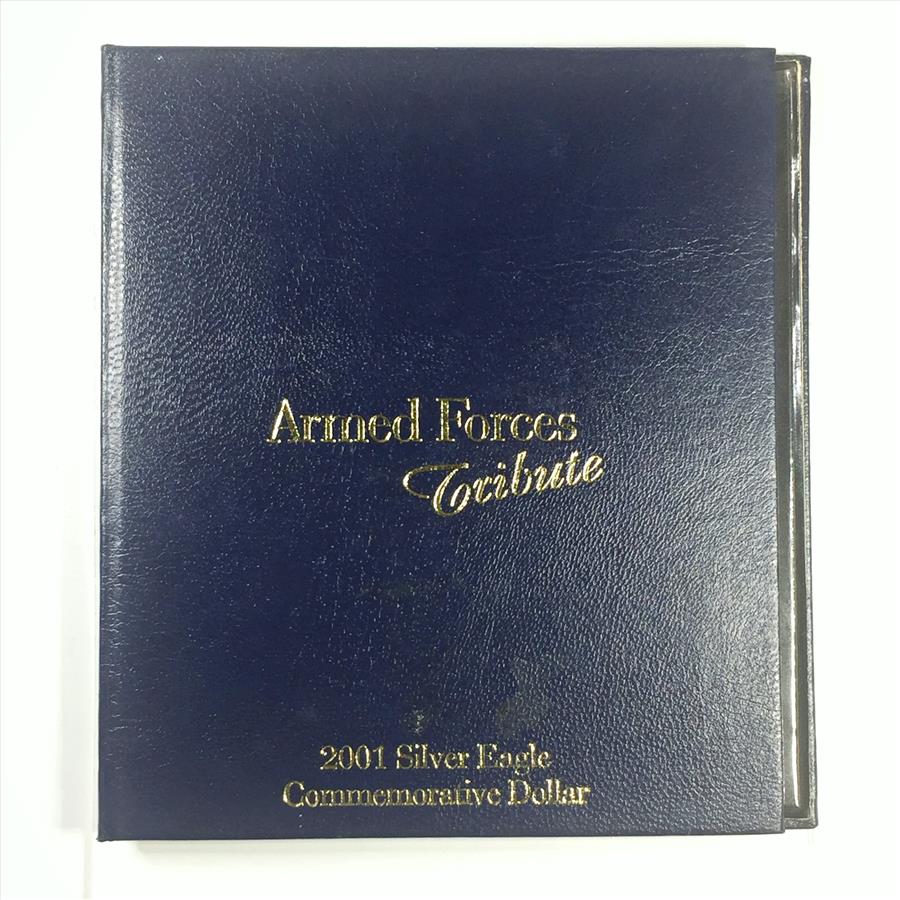 Armed Forces
Tribute
2001 Silver Eagle
Commemorative Dollar